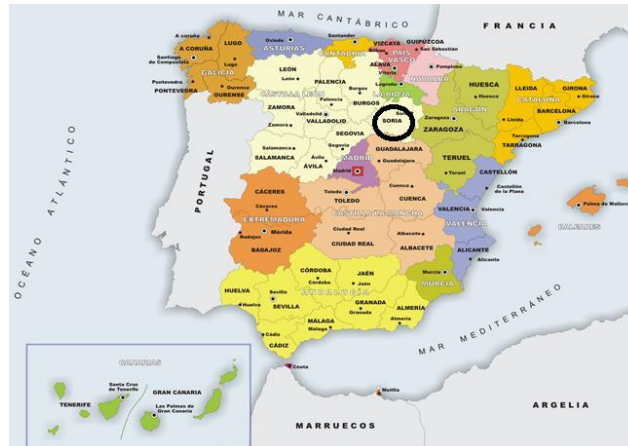 MAR CANTÁBRICO
FRANCIA
OCÉANO ATLÁNTICO
PORTUGAL
A coruña
Santiago de Compostela
A CORUÑA
LUGO
Lugo
GALICIA
Pontevedra
PONTEVEDRA
Ourense
OURENSE
Oviedo
ASTURIAS
Santander
CANTABRIA
VIZCAYA
Bilbao
GUIPÚZCOA
San Sebastián
PAIS VASCO
ALAVA
Vitoria
Pamplona
NAVARRA
Logroño
LA RIOJA
LEÓN
León
PALENCIA
Palencia
Burgos
BURGOS
CASTILLA LEÓN
ZAMORA
Zamora
Valladolid
VALLADOLID
SORIA
SEGOVIA
Segovia
Salamanca
SALAMANCA
Ávila
ÁVILA
HUESCA
Huesca
ARAGÓN
Zaragoza
ZARAGOZA
TERUEL
Teruel
LLEIDA
Lleida
GIRONA
Girona
CATALUÑA
BARCELONA
Barcelona
Tarragona
TARRAGONA
MADRID
Madrid
GUADALAJARA
Guadalajara
Toledo
TOLEDO
Cuenca
CUENCA
CASTILLA LA MANCHA
Ciudad Real
CIUDAD REAL
Albacete
ALBACETE
CÁCERES
Cáceres
EXTREMADURA
Badajoz
Mérida
BADAJOZ
CASTELLÓN
Castellón de la Plana
VALENCIA
Valencia
VALENCIA
ALICANTE
Alicante
Murcia
MURCIA
Palma de Mallorca
BALEARES
HUELVA
Huelva
Sevilla
SEVILLA
CÓRDOBA
Córdoba
JAÉN
Jaén
ANDALUCÍA
GRANADA
Granada
ALMERÍA
Almería
MÁLAGA
Málaga
Cádiz
CÁDIZ
MAR MEDITERRÁNEO
Ceuta
Melilla
MARRUECOS
ARGELIA
CANARIAS
Santa Cruz de Tenerife
TENERIFE
GRAN CANARIA
Las Palmas de Gran Canaria